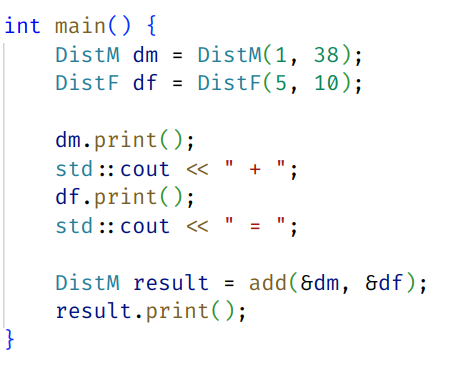 int main() {
    DistM dm = DistM(1, 38);
    DistF df = DistF(5, 10);

    dm.print();
    std::cout << " + ";
    df.print();
    std::cout << " = ";

    DistM result = add(&dm, &df);
    result.print();
}